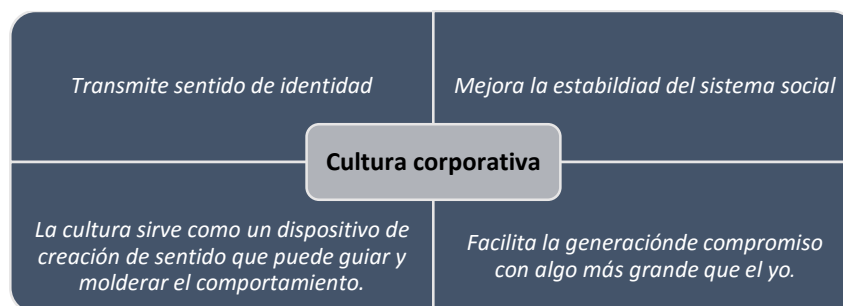 Transmite sentido de identidad
Mejora la estabildiad del sistema social
Cultura corporativa
La cultura sirve como un dispositivo de
creación de sentido que puede guiar y
molderar el comportamiento.
Facilita la generaciónde compromiso
con algo más grande que el yo.